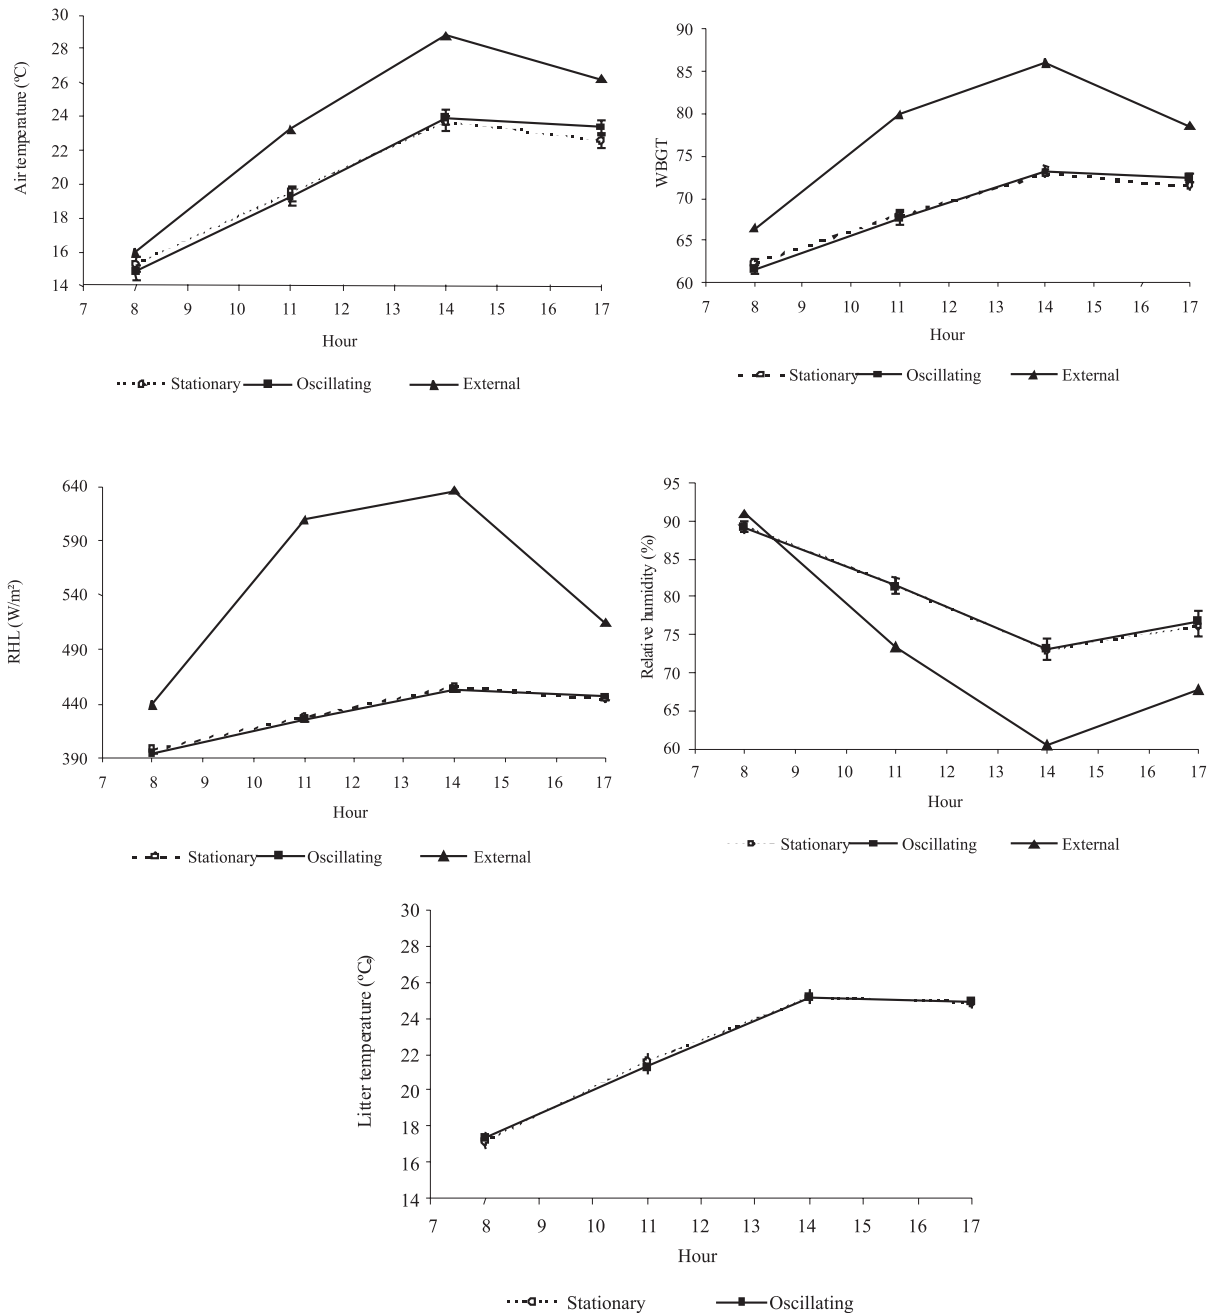 30
28
26
24
22
20
18
16
14
Air temperature (ºC)
7 8 9 10 11 12 13 14 15 16 17
Hour
Stationary Oscillating External
90
85
80
75
70
65
60
WBGT
7 8 9 10 11 12 13 14 15 16 17
Hour
Stationary Oscillating External
640
590
540
490
440
390
RHL (W/m²)
7 8 9 10 11 12 13 14 15 16 17
Hour
Stationary Oscillating External
95
90
85
80
75
70
65
60
Relative humidity (%)
7 8 9 10 11 12 13 14 15 16 17
Hour
Stationary Oscillating External
30
28
26
24
22
20
18
16
14
Litter temperature (ºC)
7 8 9 10 11 12 13 14 15 16 17
Hour
Stationary Oscillating